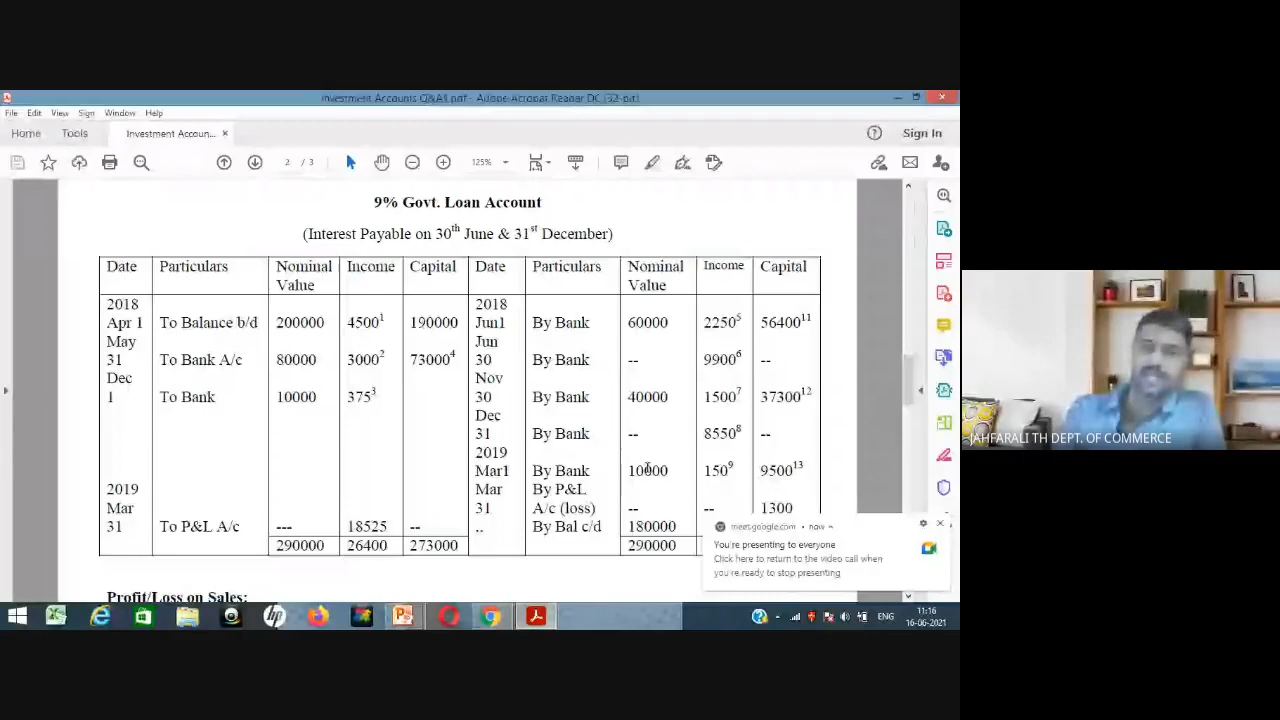 Investment Accounts Q&A1.pdf - Adobe Acrobat Reader DC (32-bit)
File Edit View Sign Window Help
Home Tools Investment Accoun... × Sign In
2 / 3 125%
9% Govt. Loan Account
(Interest Payable on 30th June & 31st December)
Date Particulars Nominal Income Capital Date Particulars Nominal Income Capital
Value Value
2018 2018
Apr 1 To Balance b/d 200000 4500¹ 190000 Jun1 By Bank 60000 2250⁵ 56400¹¹
May Jun
31 To Bank A/c 80000 3000² 73000⁴ 30 By Bank -- 9900⁶ --
Dec Nov
1 To Bank 10000 375³ 30 By Bank 40000 1500⁷ 37300¹²
Dec
31 By Bank -- 8550⁸ --
2019
Mar1 By Bank 10000 150⁹ 9500¹³
2019 Mar By P&L
Mar 31 A/c (loss) -- -- 1300
31 To P&L A/c --- 18525 -- .. By Bal c/d 180000
290000 26400 273000 290000
meet.google.com • now
You're presenting to everyone
Click here to return to the video call when
you're ready to stop presenting
Profit/Loss on Sales:
ENG 11:16
16-06-2021
JAHFARALI TH DEPT. OF COMMERCE